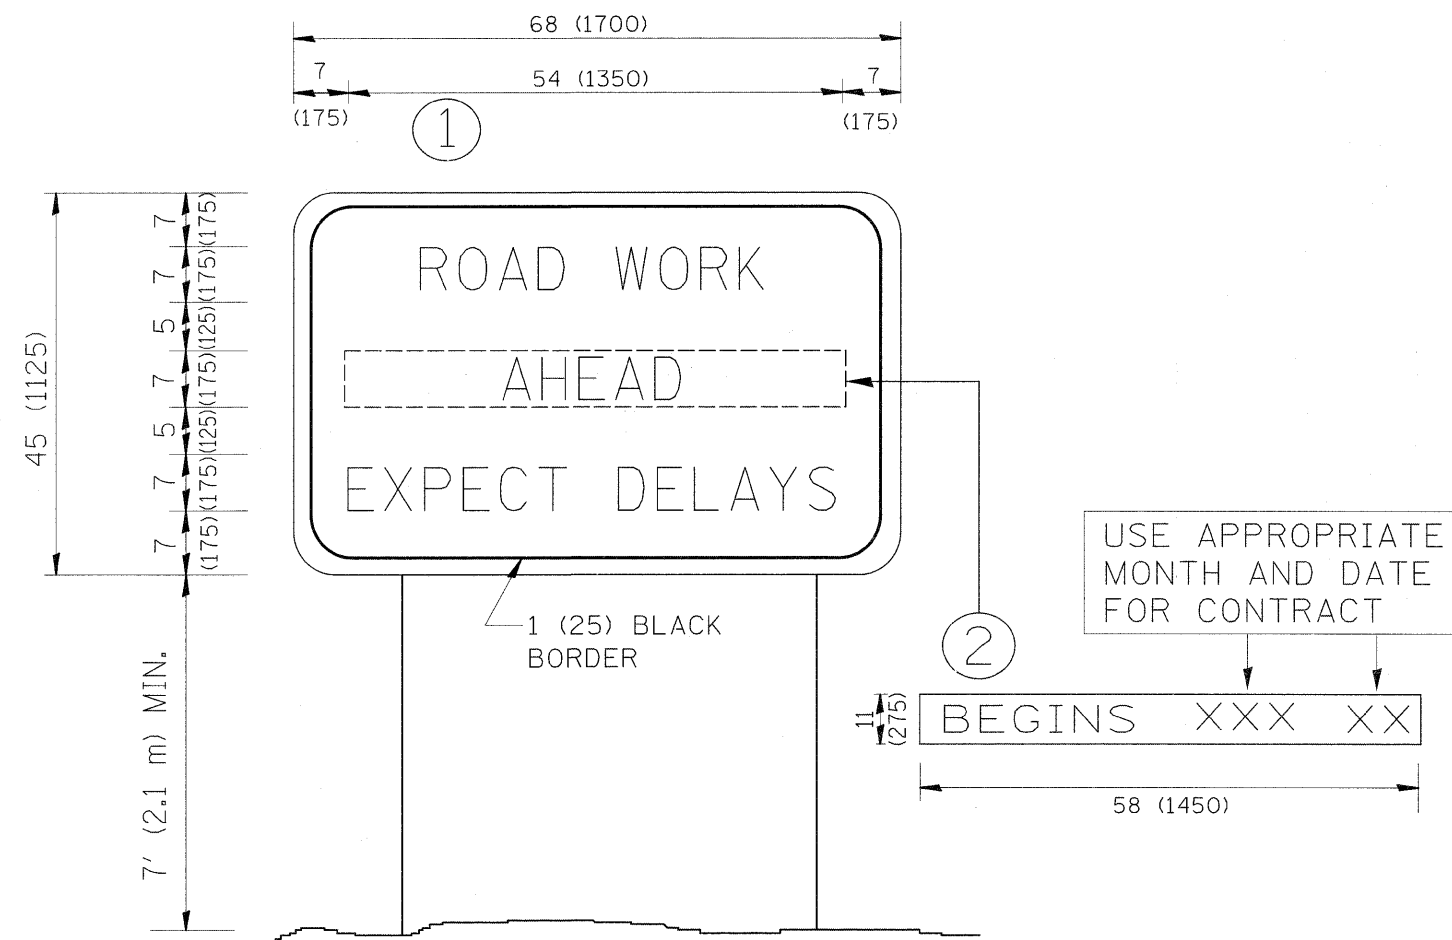 68 (1700)
7
54 (1350)
7
(175)
(175)
1
45 (1125)
7 (175)
7 (175)
5 (125)
7 (175)
5 (125)
7 (175)
7 (175)
7' (2.1 m) MIN.
ROAD WORK
AHEAD
EXPECT DELAYS
1 (25) BLACK
BORDER
2
USE APPROPRIATE
MONTH AND DATE
FOR CONTRACT
11
(275)
BEGINS XXX XX
58 (1450)